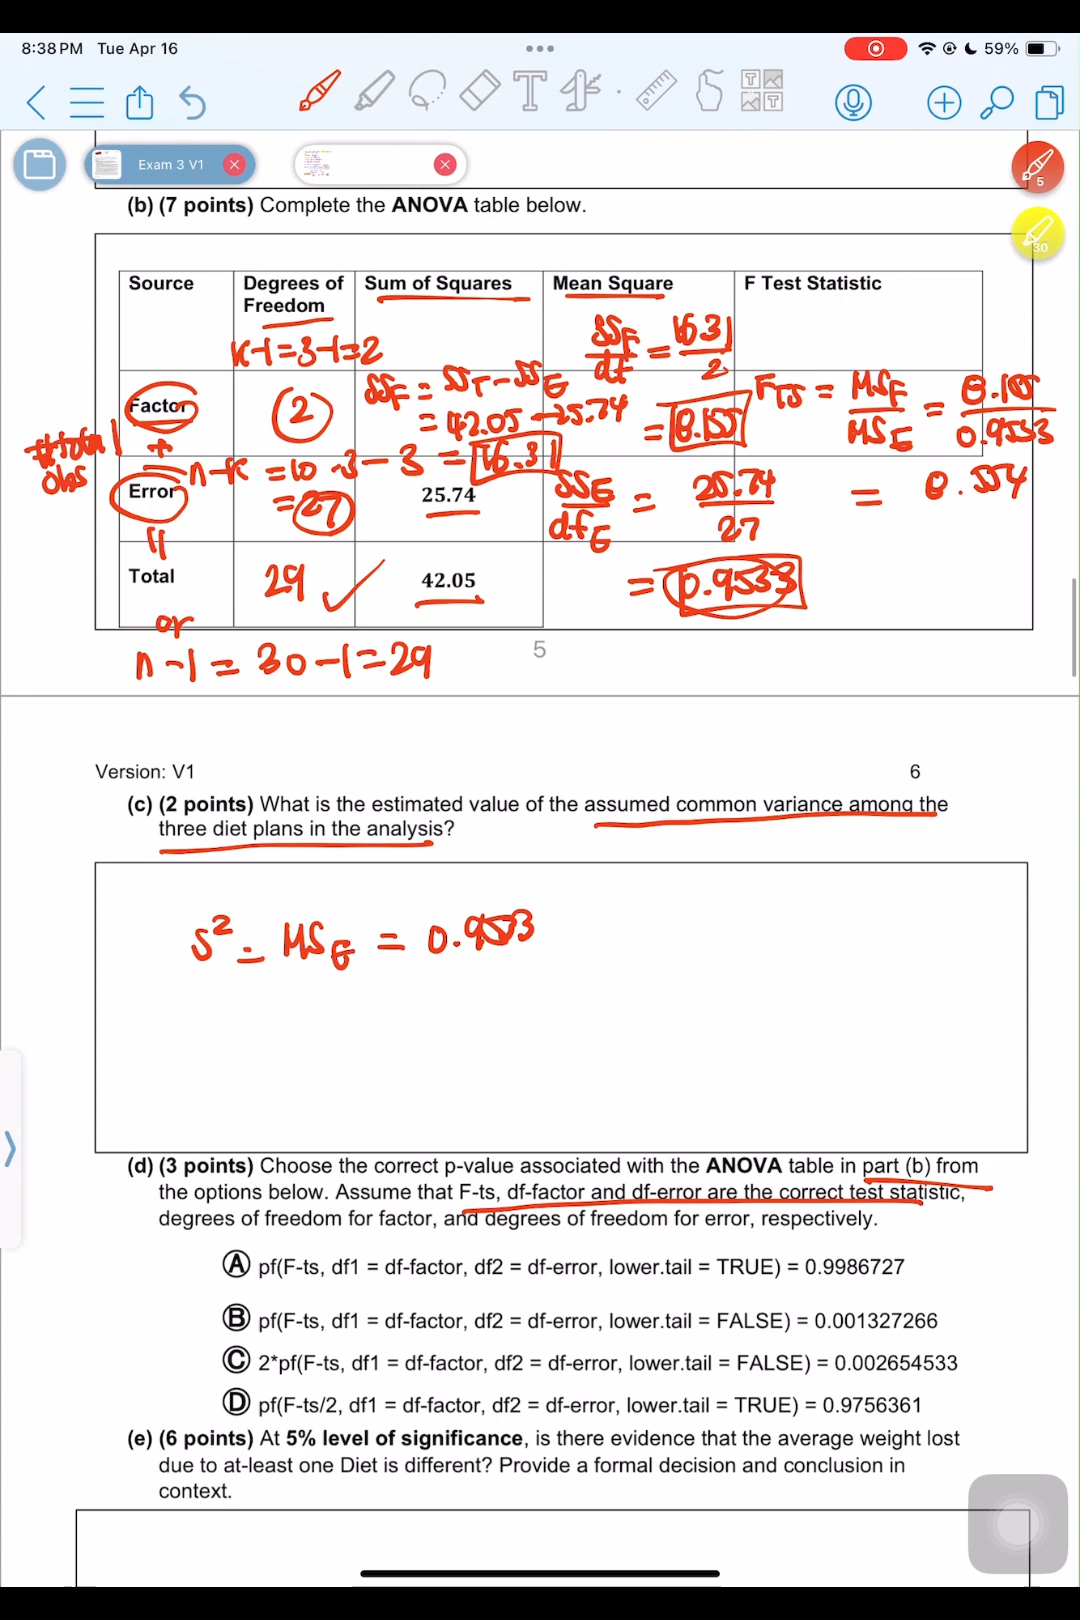 8:38 PM Tue Apr 16
59%
Exam 3 V1
5
30
(b) (7 points) Complete the ANOVA table below.
Source
Degrees of Freedom
Sum of Squares
Mean Square
F Test Statistic
k-1=3-1=2
SSF/df = 16.31/2
Factor
2
SSF = SST - SSE
= 42.05 - 25.74
= 16.31
= 8.155
FTS = MSF/MSE = 8.155/0.9533
= 8.554
# total obs
+
n-k = 10·3-3
= 27
Error
25.74
SSE/dfE = 25.74/27
= 0.9533
Total
29
42.05
or
n-1 = 30-1=29
5
Version: V1
6
(c) (2 points) What is the estimated value of the assumed common variance among the
three diet plans in the analysis?
S² = MSE = 0.9533
(d) (3 points) Choose the correct p-value associated with the ANOVA table in part (b) from
the options below. Assume that F-ts, df-factor and df-error are the correct test statistic,
degrees of freedom for factor, and degrees of freedom for error, respectively.
A pf(F-ts, df1 = df-factor, df2 = df-error, lower.tail = TRUE) = 0.9986727
B pf(F-ts, df1 = df-factor, df2 = df-error, lower.tail = FALSE) = 0.001327266
C 2*pf(F-ts, df1 = df-factor, df2 = df-error, lower.tail = FALSE) = 0.002654533
D pf(F-ts/2, df1 = df-factor, df2 = df-error, lower.tail = TRUE) = 0.9756361
(e) (6 points) At 5% level of significance, is there evidence that the average weight lost
due to at-least one Diet is different? Provide a formal decision and conclusion in
context.